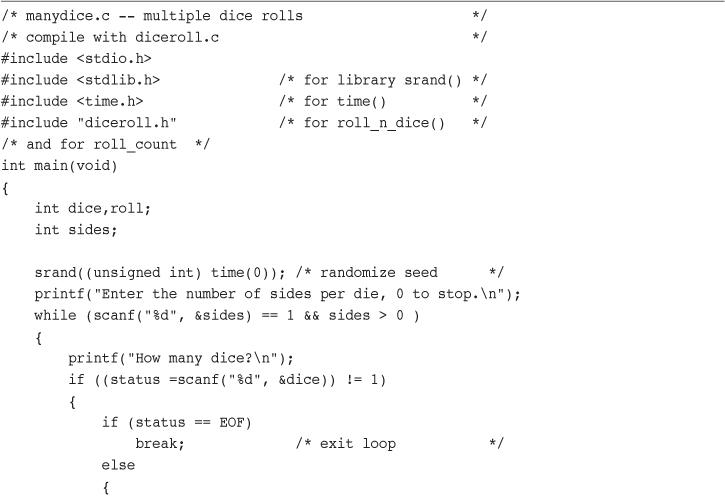 /* manydice.c -- multiple dice rolls                    */
/* compile with diceroll.c                              */
#include <stdio.h>
#include <stdlib.h>              /* for library srand() */
#include <time.h>                /* for time()          */
#include "diceroll.h"            /* for roll_n_dice()   */
/* and for roll_count  */
int main(void)
{
    int dice,roll;
    int sides;

    srand((unsigned int) time(0)); /* randomize seed      */
    printf("Enter the number of sides per die, 0 to stop.\n");
    while (scanf("%d", &sides) == 1 && sides > 0 )
    {
        printf("How many dice?\n");
        if ((status =scanf("%d", &dice)) != 1)
        {
            if (status == EOF)
                break;             /* exit loop           */
            else
            {